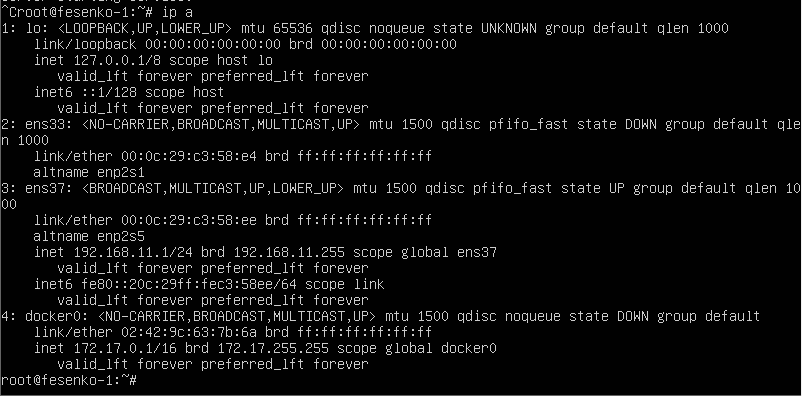 ^Croot@fesenko-1:~# ip a
1: lo: <LOOPBACK,UP,LOWER_UP> mtu 65536 qdisc noqueue state UNKNOWN group default qlen 1000
    link/loopback 00:00:00:00:00:00 brd 00:00:00:00:00:00
    inet 127.0.0.1/8 scope host lo
       valid_lft forever preferred_lft forever
    inet6 ::1/128 scope host
       valid_lft forever preferred_lft forever
2: ens33: <NO-CARRIER,BROADCAST,MULTICAST,UP> mtu 1500 qdisc pfifo_fast state DOWN group default qle
n 1000
    link/ether 00:0c:29:c3:58:e4 brd ff:ff:ff:ff:ff:ff
    altname enp2s1
3: ens37: <BROADCAST,MULTICAST,UP,LOWER_UP> mtu 1500 qdisc pfifo_fast state UP group default qlen 10
00
    link/ether 00:0c:29:c3:58:ee brd ff:ff:ff:ff:ff:ff
    altname enp2s5
    inet 192.168.11.1/24 brd 192.168.11.255 scope global ens37
       valid_lft forever preferred_lft forever
    inet6 fe80::20c:29ff:fec3:58ee/64 scope link
       valid_lft forever preferred_lft forever
4: docker0: <NO-CARRIER,BROADCAST,MULTICAST,UP> mtu 1500 qdisc noqueue state DOWN group default
    link/ether 02:42:9c:63:7b:6a brd ff:ff:ff:ff:ff:ff
    inet 172.17.0.1/16 brd 172.17.255.255 scope global docker0
       valid_lft forever preferred_lft forever
root@fesenko-1:~#